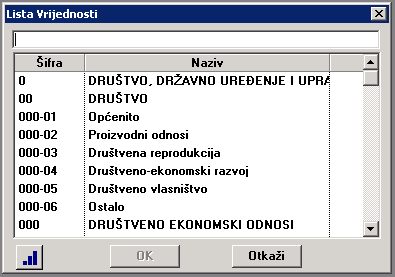 Lista Vrijednosti
Šifra Naziv
0 DRUŠTVO, DRŽAVNO UREĐENJE I UPRA
00 DRUŠTVO
000-01 Općenito
000-02 Proizvodni odnosi
000-03 Društvena reprodukcija
000-04 Društveno-ekonomski razvoj
000-05 Društveno vlasništvo
000-06 Ostalo
000 DRUŠTVENO EKONOMSKI ODNOSI
OK Otkaži